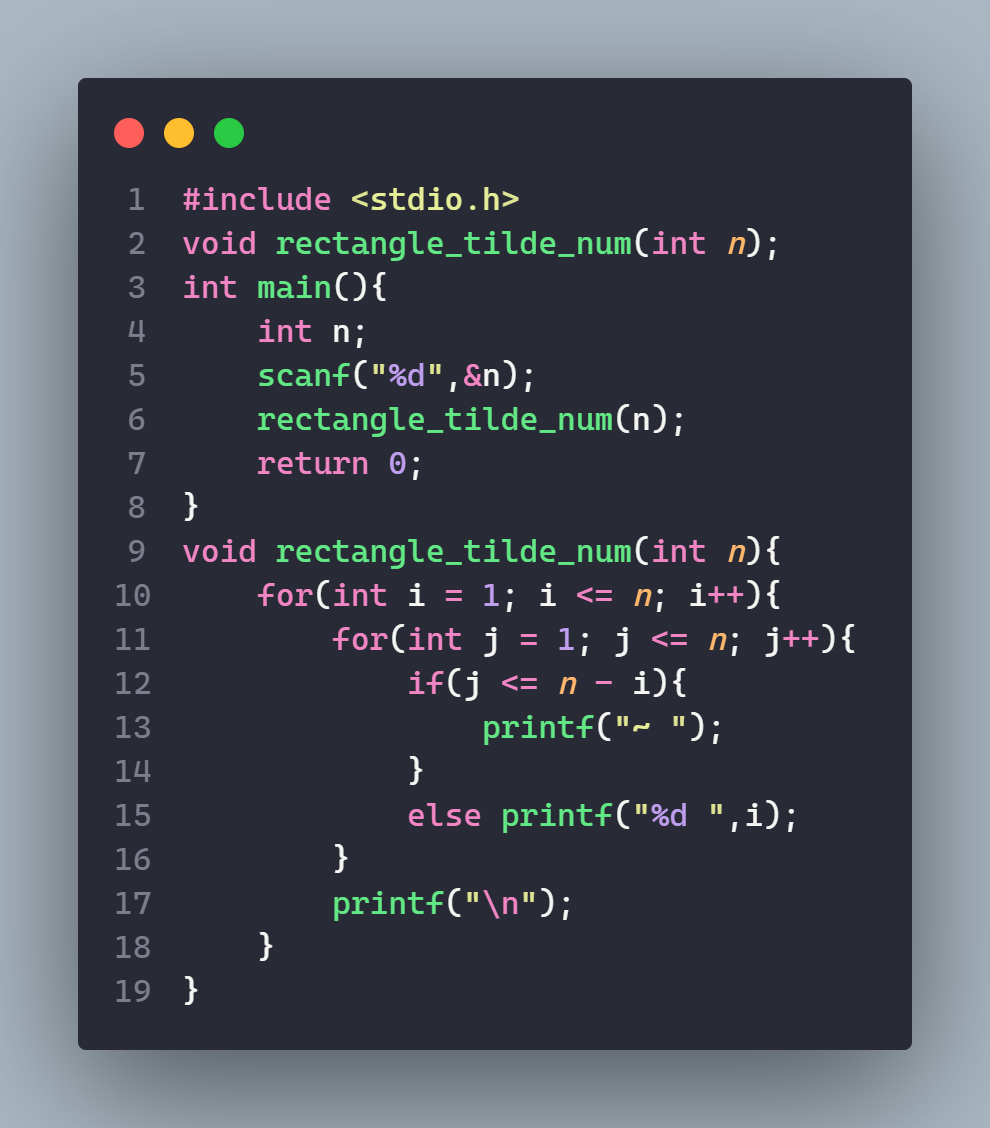 1 #include <stdio.h>
2 void rectangle_tilde_num(int n);
3 int main(){
4     int n;
5     scanf("%d",&n);
6     rectangle_tilde_num(n);
7     return 0;
8 }
9 void rectangle_tilde_num(int n){
10     for(int i = 1; i <= n; i++){
11         for(int j = 1; j <= n; j++){
12             if(j <= n - i){
13                 printf("~ ");
14             }
15             else printf("%d ",i);
16         }
17         printf("\n");
18     }
19 }